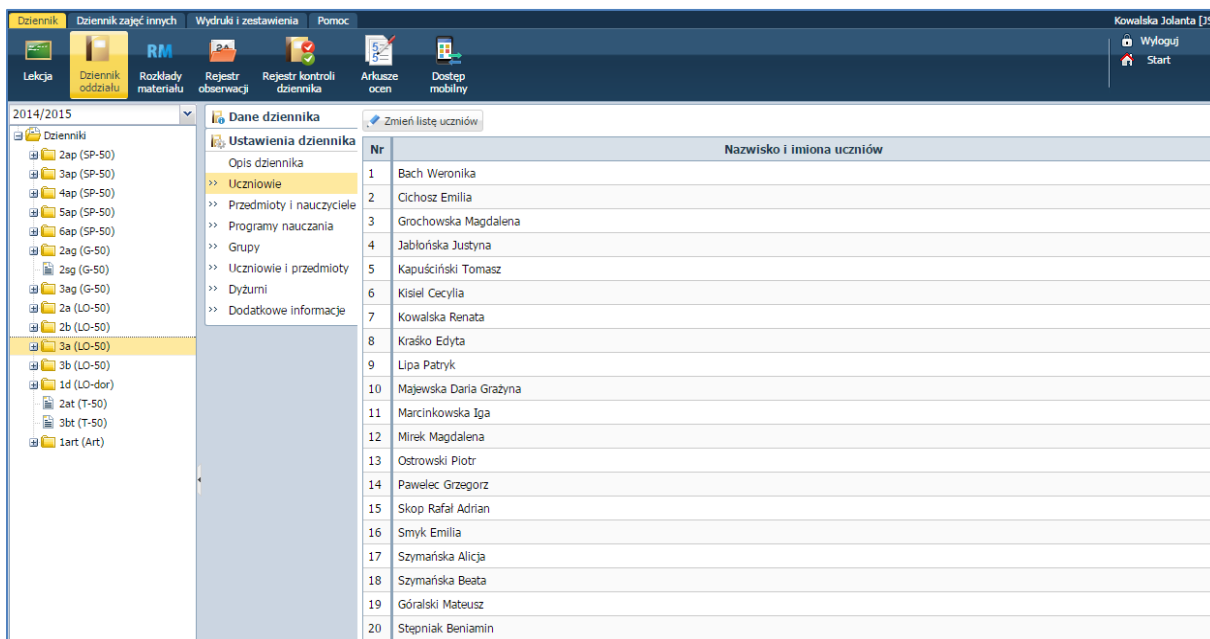 Dziennik Dziennik zajęć innych Wydruki i zestawienia Pomoc
Kowalska Jolanta [JS
Lekcja
Dziennik oddziału
RM
Rozkłady materiału
Rejestr obserwacji
Rejestr kontroli dziennika
Arkusze ocen
Dostęp mobilny
Wyloguj
Start
2014/2015
Dzienniki
2ap (SP-50)
3ap (SP-50)
4ap (SP-50)
5ap (SP-50)
6ap (SP-50)
2ag (G-50)
2sg (G-50)
3ag (G-50)
2a (LO-50)
2b (LO-50)
3a (LO-50)
3b (LO-50)
1d (LO-dor)
2at (T-50)
3bt (T-50)
1art (Art)
Dane dziennika
Ustawienia dziennika
Opis dziennika
>> Uczniowie
>> Przedmioty i nauczyciele
>> Programy nauczania
>> Grupy
>> Uczniowie i przedmioty
>> Dyżurni
>> Dodatkowe informacje
Zmień listę uczniów
Nr Nazwisko i imiona uczniów
1 Bach Weronika
2 Cichosz Emilia
3 Grochowska Magdalena
4 Jabłońska Justyna
5 Kapuściński Tomasz
6 Kisiel Cecylia
7 Kowalska Renata
8 Kraśko Edyta
9 Lipa Patryk
10 Majewska Daria Grażyna
11 Marcinkowska Iga
12 Mirek Magdalena
13 Ostrowski Piotr
14 Pawelec Grzegorz
15 Skop Rafał Adrian
16 Smyk Emilia
17 Szymańska Alicja
18 Szymańska Beata
19 Góralski Mateusz
20 Stępniak Beniamin